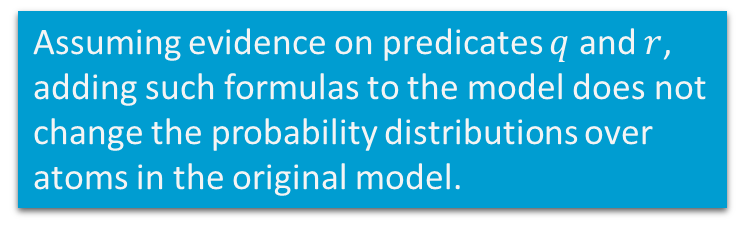 Assuming evidence on predicates q and r,
adding such formulas to the model does not
change the probability distributions over
atoms in the original model.